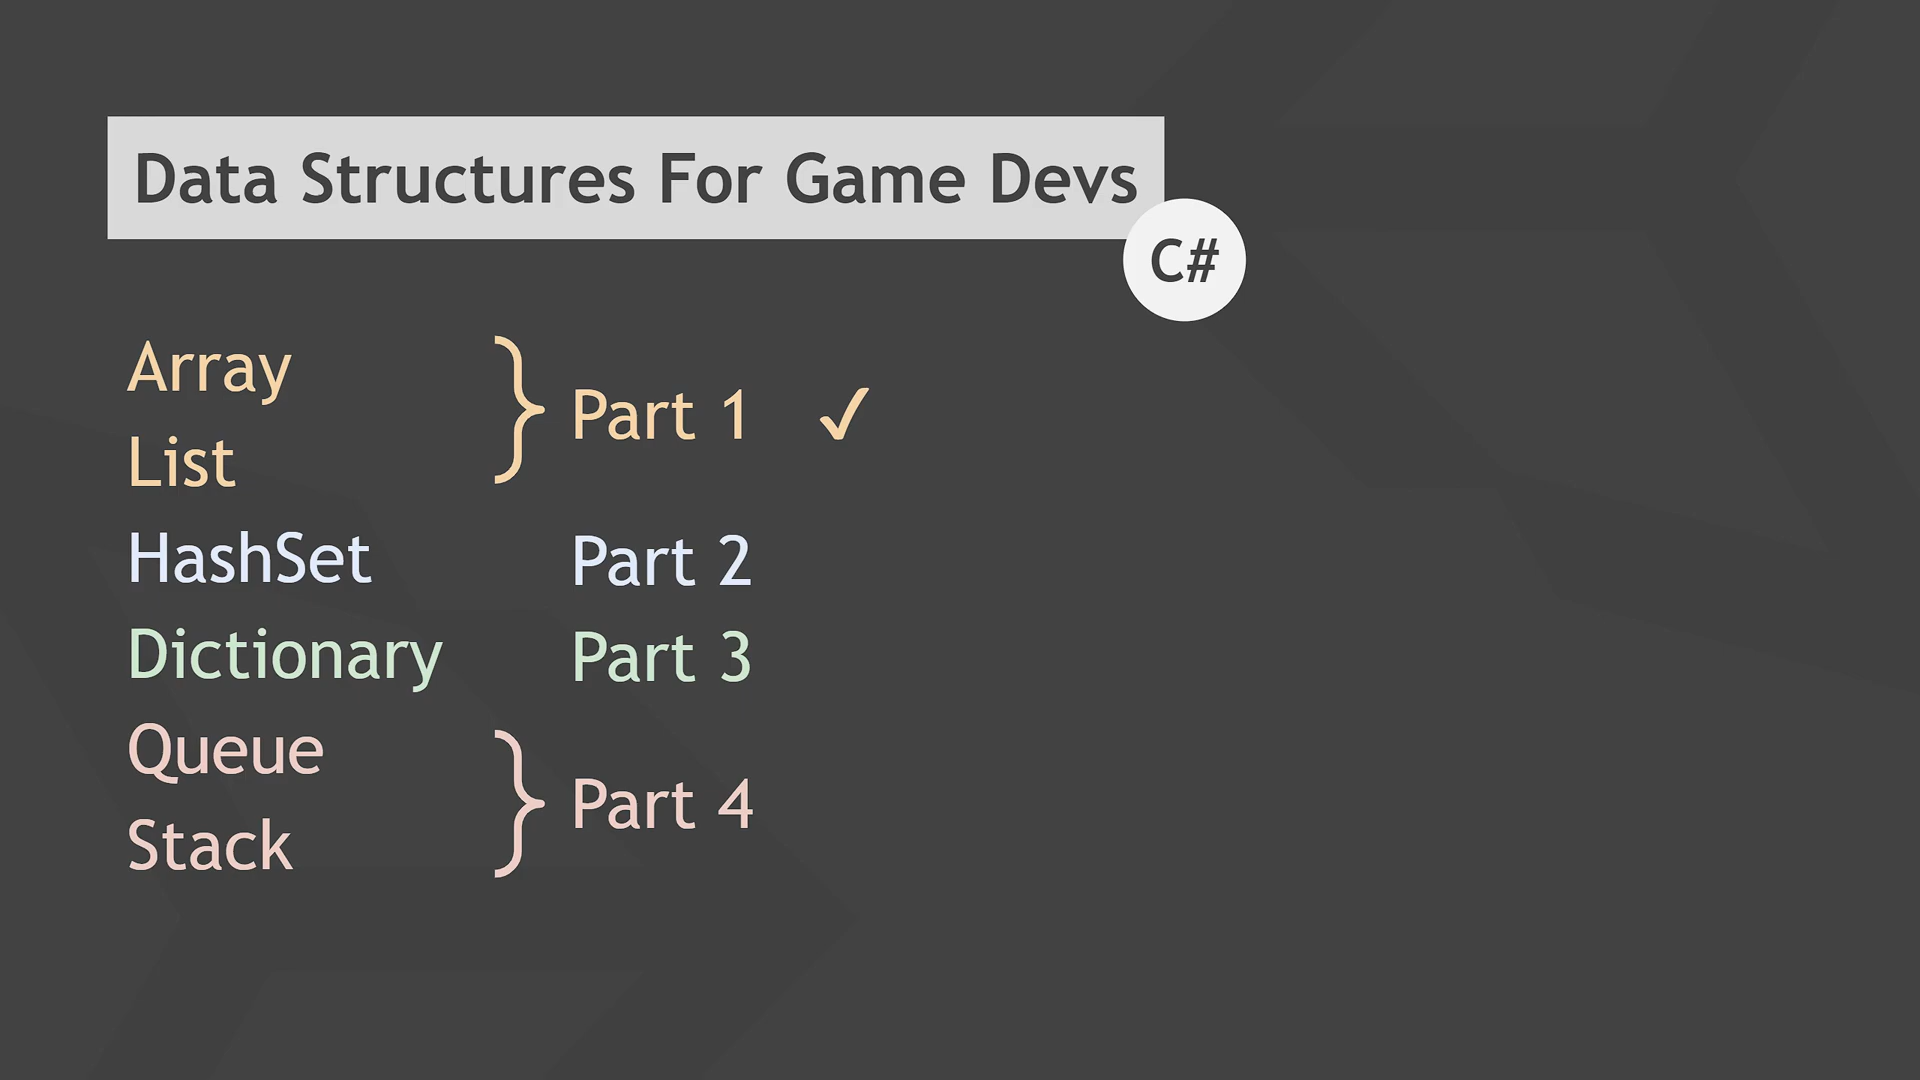 Data Structures For Game Devs
C#
Array
List
Part 1 ✓
HashSet Part 2
Dictionary Part 3
Queue
Stack
Part 4